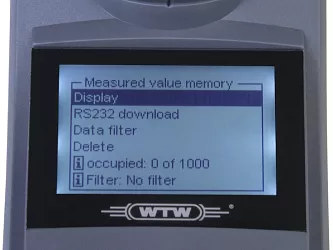 Measured value memory
Display
RS232 download
Data filter
Delete
i occupied: 0 of 1000
i Filter: No filter
WTW ®